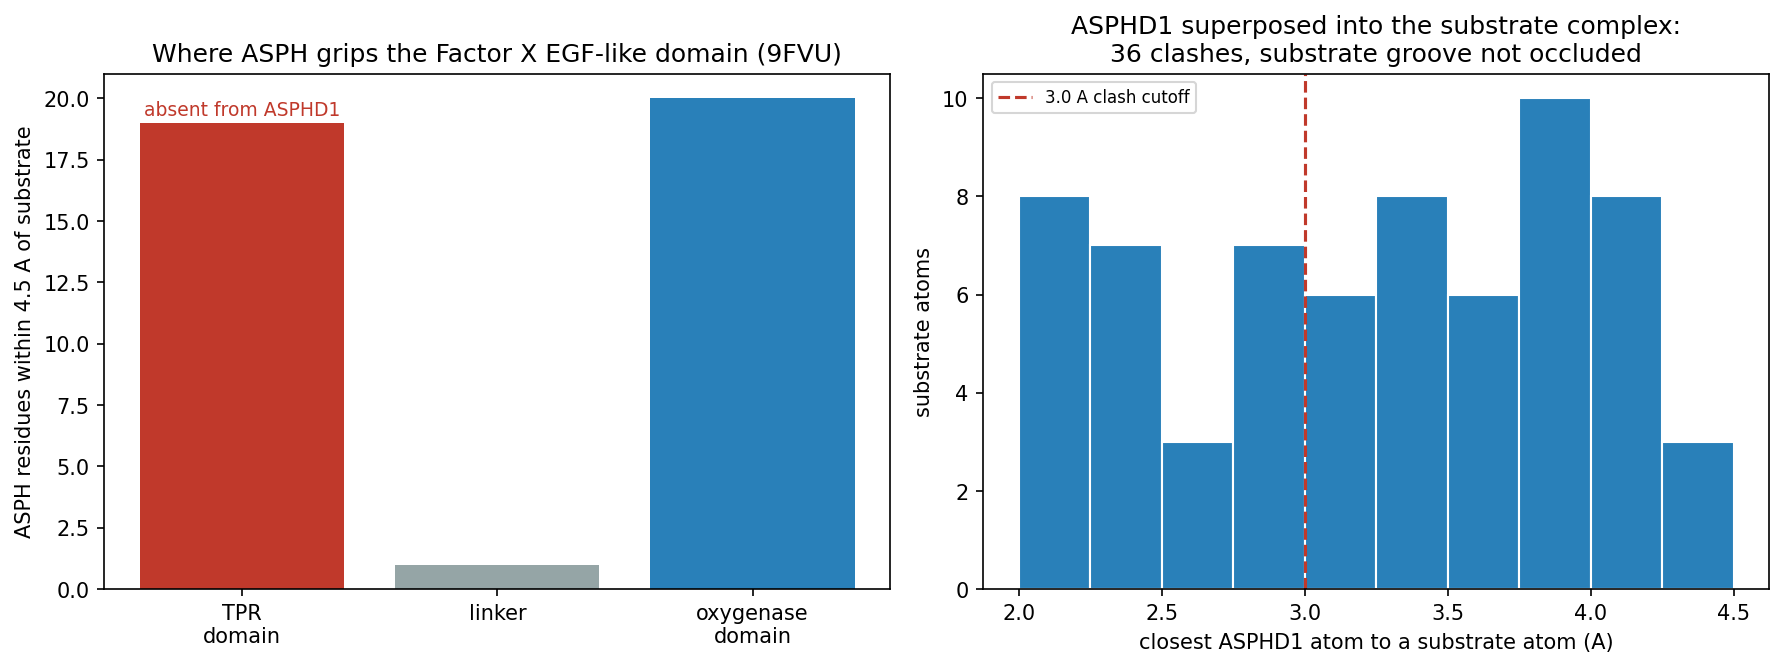 Where ASPH grips the Factor X EGF-like domain (9FVU)
absent from ASPHD1
ASPH residues within 4.5 A of substrate
20.0
17.5
15.0
12.5
10.0
7.5
5.0
2.5
0.0
TPR
domain
linker
oxygenase
domain
ASPHD1 superposed into the substrate complex:
36 clashes, substrate groove not occluded
3.0 A clash cutoff
substrate atoms
10
8
6
4
2
0
2.0
2.5
3.0
3.5
4.0
4.5
closest ASPHD1 atom to a substrate atom (A)